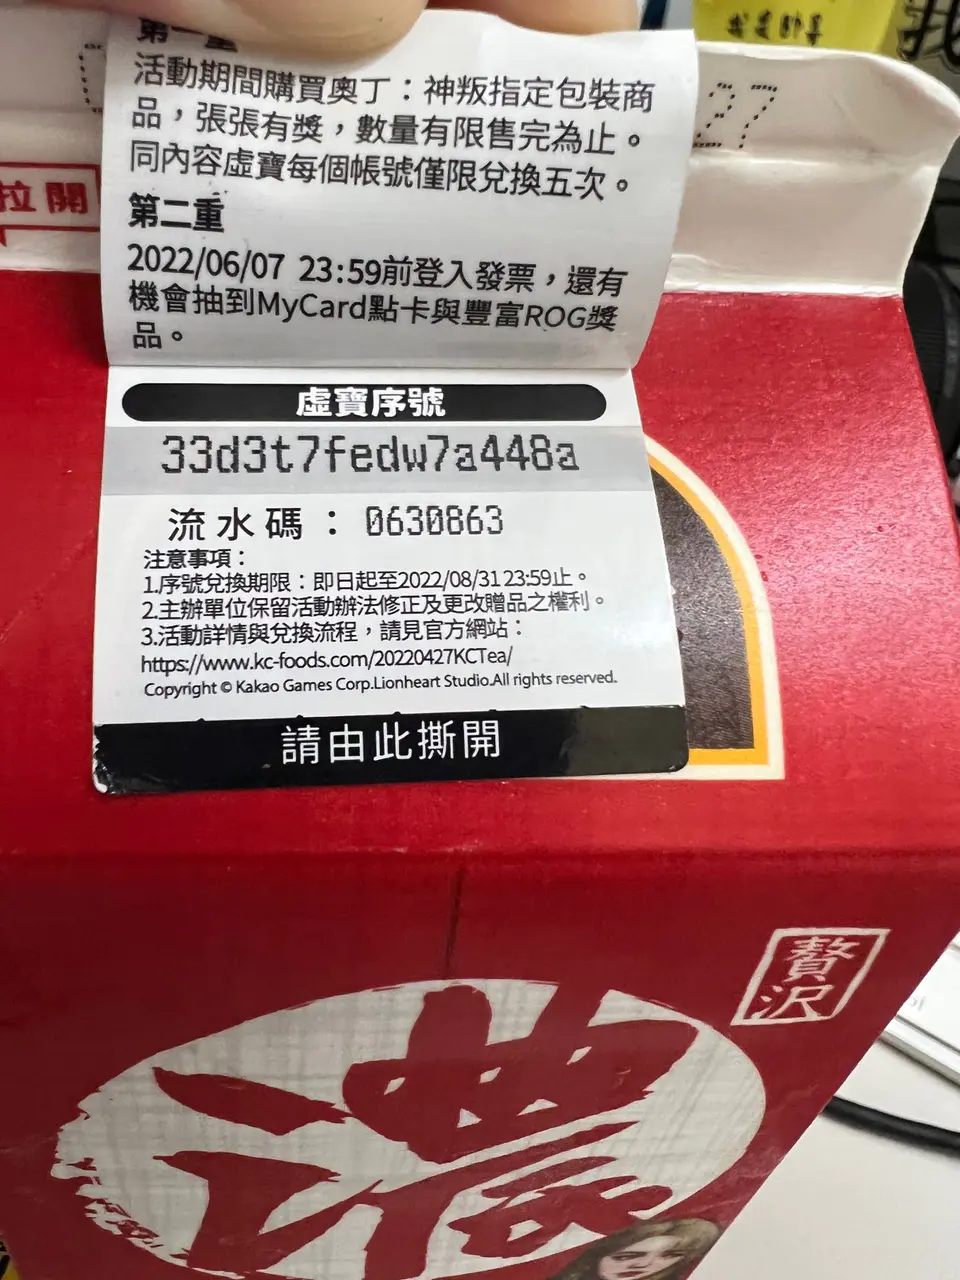 第一重
活動期間購買奧丁：神叛指定包裝商
品，張張有獎，數量有限售完為止。
同內容虛寶每個帳號僅限兌換五次。
第二重
2022/06/07 23:59前登入發票，還有
機會抽到MyCard點卡與豐富ROG獎
品。
27
拉開
虛寶序號
33d3t7fedw7a448a
流水碼：0630863
注意事項：
1.序號兌換期限：即日起至2022/08/31 23:59止。
2.主辦單位保留活動辦法修正及更改贈品之權利。
3.活動詳情與兌換流程，請見官方網站：
https://www.kc-foods.com/20220427KCTea/
Copyright © Kakao Games Corp.Lionheart Studio.All rights reserved.
請由此撕開
贅沢
濃